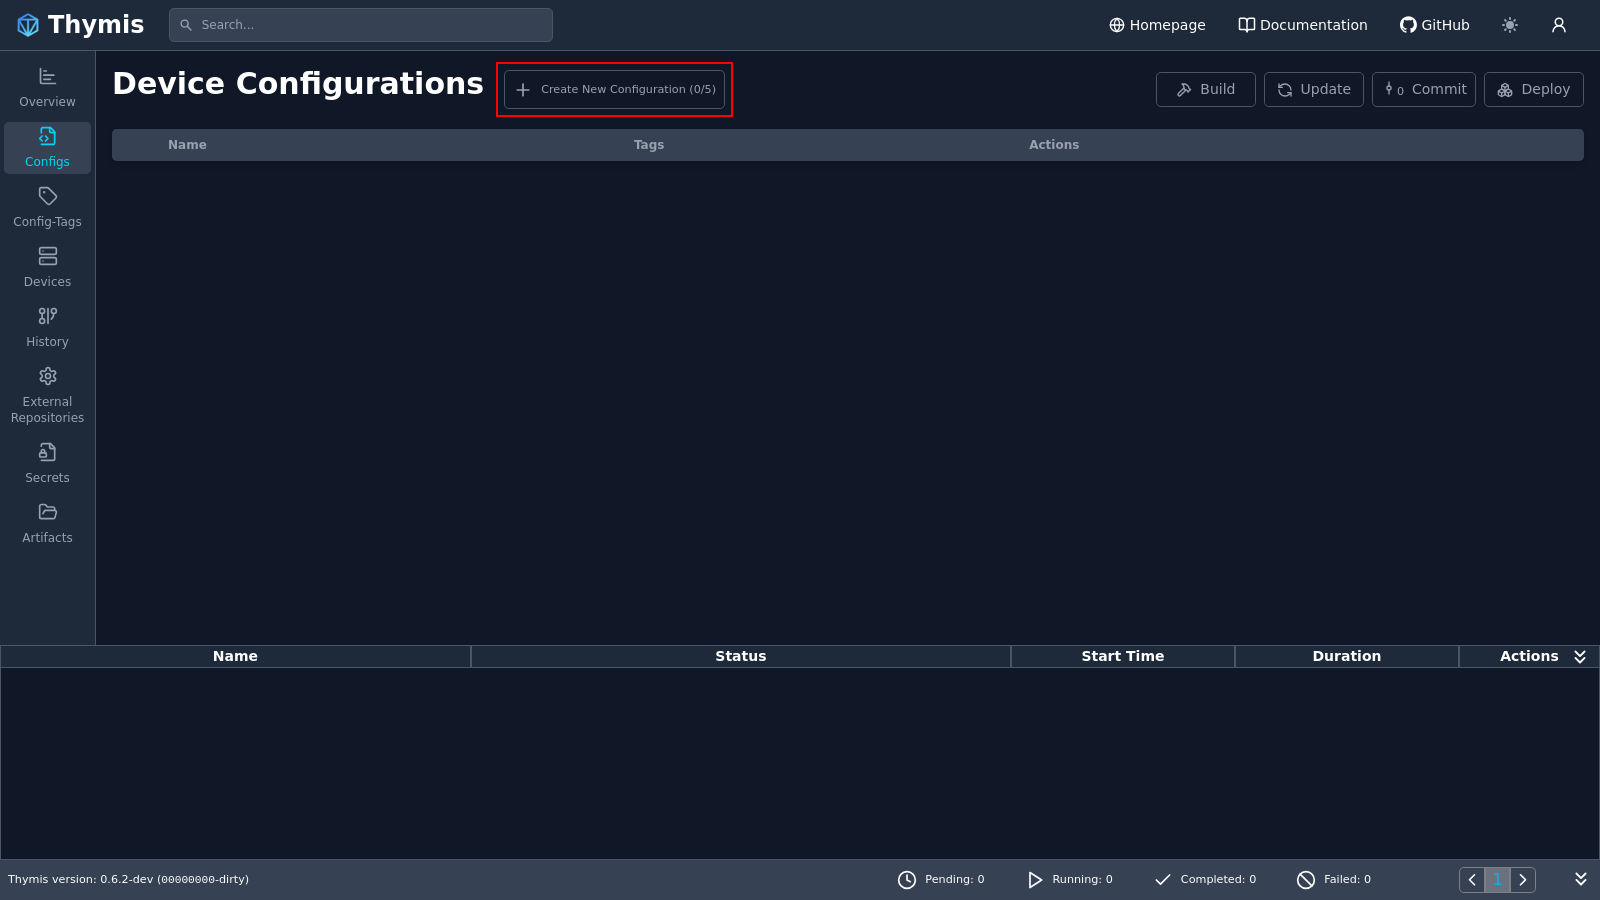 Thymis
Search...
Homepage
Documentation
GitHub
Overview
Configs
Config-Tags
Devices
History
External
Repositories
Secrets
Artifacts
Device Configurations
Create New Configuration (0/5)
Build
Update
0 Commit
Deploy
Name Tags Actions
Name Status Start Time Duration Actions
Thymis version: 0.6.2-dev (00000000-dirty)
Pending: 0
Running: 0
Completed: 0
Failed: 0
1